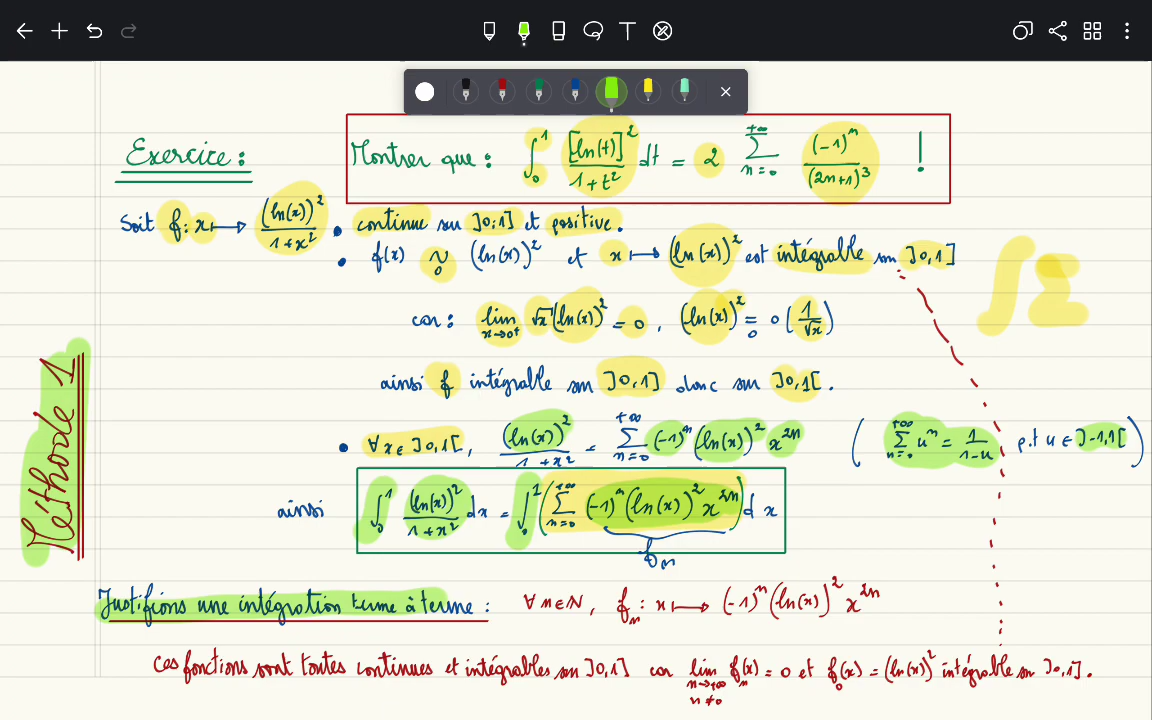 Exercice : Montrer que : ∫₀¹ [ln(t)]²/(1+t²) dt = 2 ∑_{n=0}^{+∞} (-1)ⁿ/(2n+1)³ !
Soit f : x ⟼ (ln(x))²/(1+x²) • continue sur ]0,1] et positive.
• f(x) ~₀ (ln(x))² et x ⟼ (ln(x))² est intégrable sur ]0,1]
car : lim_{x→0⁺} √x (ln(x))² = 0 , (ln(x))² =₀ o(1/√x)
ainsi f intégrable sur ]0,1] donc sur ]0,1[ .
• ∀x∈ ]0,1[ , (ln(x))²/(1+x²) = ∑_{n=0}^{+∞} (-1)ⁿ (ln(x))² x²ⁿ ( ∑_{n=0}^{+∞} uⁿ = 1/(1-u) p.t u ∈ ]-1,1[ )
ainsi ∫₀¹ (ln(x))²/(1+x²) dx = ∫₀¹ ( ∑_{n=0}^{+∞} (-1)ⁿ (ln(x))² x²ⁿ ) dx
fₙ
Méthode 1
∫ ∑
Justifions une intégration terme à terme : ∀ n∈ℕ, fₙ : x ⟼ (-1)ⁿ (ln(x))² x²ⁿ
Ces fonctions sont toutes continues et intégrables sur ]0,1] car lim_{n→+∞, n≠0} fₙ(x) = 0 et f₀(x) = (ln(x))² intégrable sur ]0,1] .
T